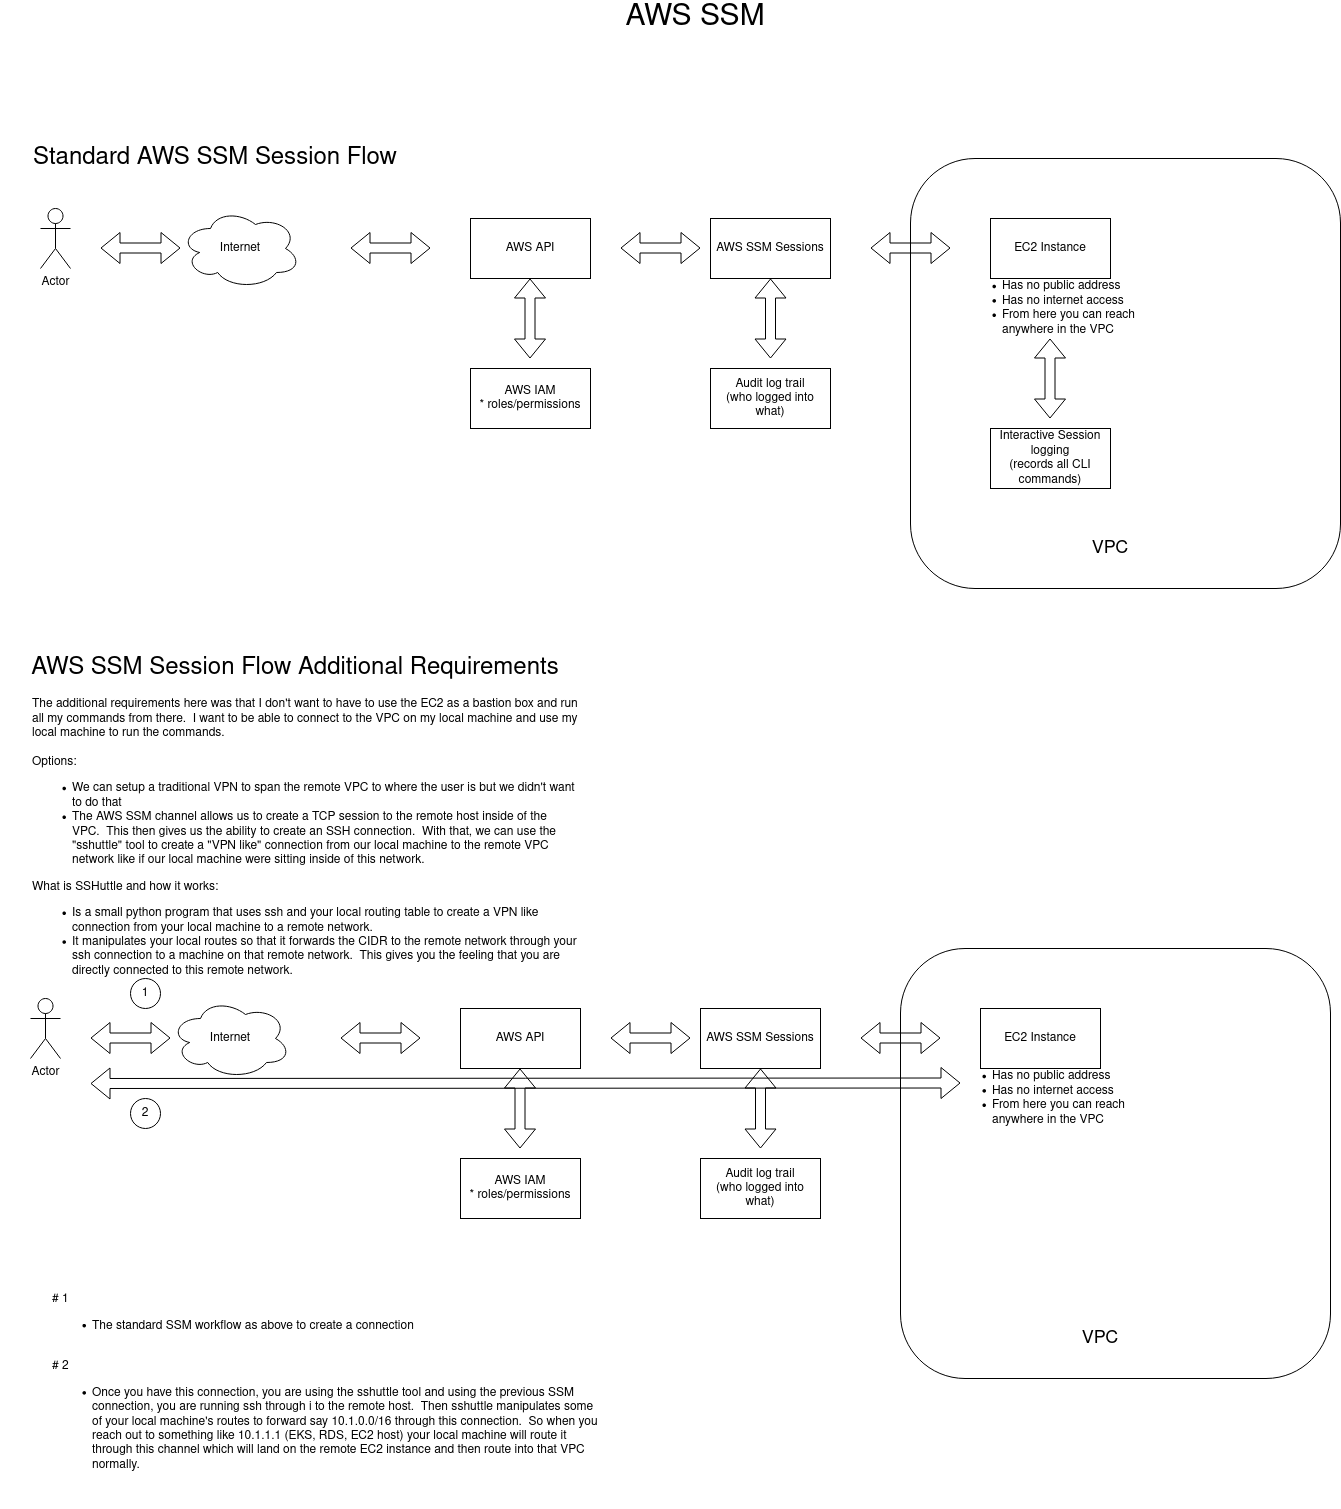 AWS SSM
Standard AWS SSM Session Flow
Actor
Internet
AWS API
AWS SSM Sessions
EC2 Instance
• Has no public address
• Has no internet access
• From here you can reach
anywhere in the VPC
AWS IAM
* roles/permissions
Audit log trail
(who logged into
what)
Interactive Session
logging
(records all CLI
commands)
VPC
AWS SSM Session Flow Additional Requirements
The additional requirements here was that I don't want to have to use the EC2 as a bastion box and run
all my commands from there.  I want to be able to connect to the VPC on my local machine and use my
local machine to run the commands.
Options:
• We can setup a traditional VPN to span the remote VPC to where the user is but we didn't want
to do that
• The AWS SSM channel allows us to create a TCP session to the remote host inside of the
VPC.  This then gives us the ability to create an SSH connection.  With that, we can use the
"sshuttle" tool to create a "VPN like" connection from our local machine to the remote VPC
network like if our local machine were sitting inside of this network.
What is SSHuttle and how it works:
• Is a small python program that uses ssh and your local routing table to create a VPN like
connection from your local machine to a remote network.
• It manipulates your local routes so that it forwards the CIDR to the remote network through your
ssh connection to a machine on that remote network.  This gives you the feeling that you are
directly connected to this remote network.
1
Actor
Internet
AWS API
AWS SSM Sessions
EC2 Instance
• Has no public address
• Has no internet access
• From here you can reach
anywhere in the VPC
2
AWS IAM
* roles/permissions
Audit log trail
(who logged into
what)
VPC
# 1
• The standard SSM workflow as above to create a connection
# 2
• Once you have this connection, you are using the sshuttle tool and using the previous SSM
connection, you are running ssh through i to the remote host.  Then sshuttle manipulates some
of your local machine's routes to forward say 10.1.0.0/16 through this connection.  So when you
reach out to something like 10.1.1.1 (EKS, RDS, EC2 host) your local machine will route it
through this channel which will land on the remote EC2 instance and then route into that VPC
normally.